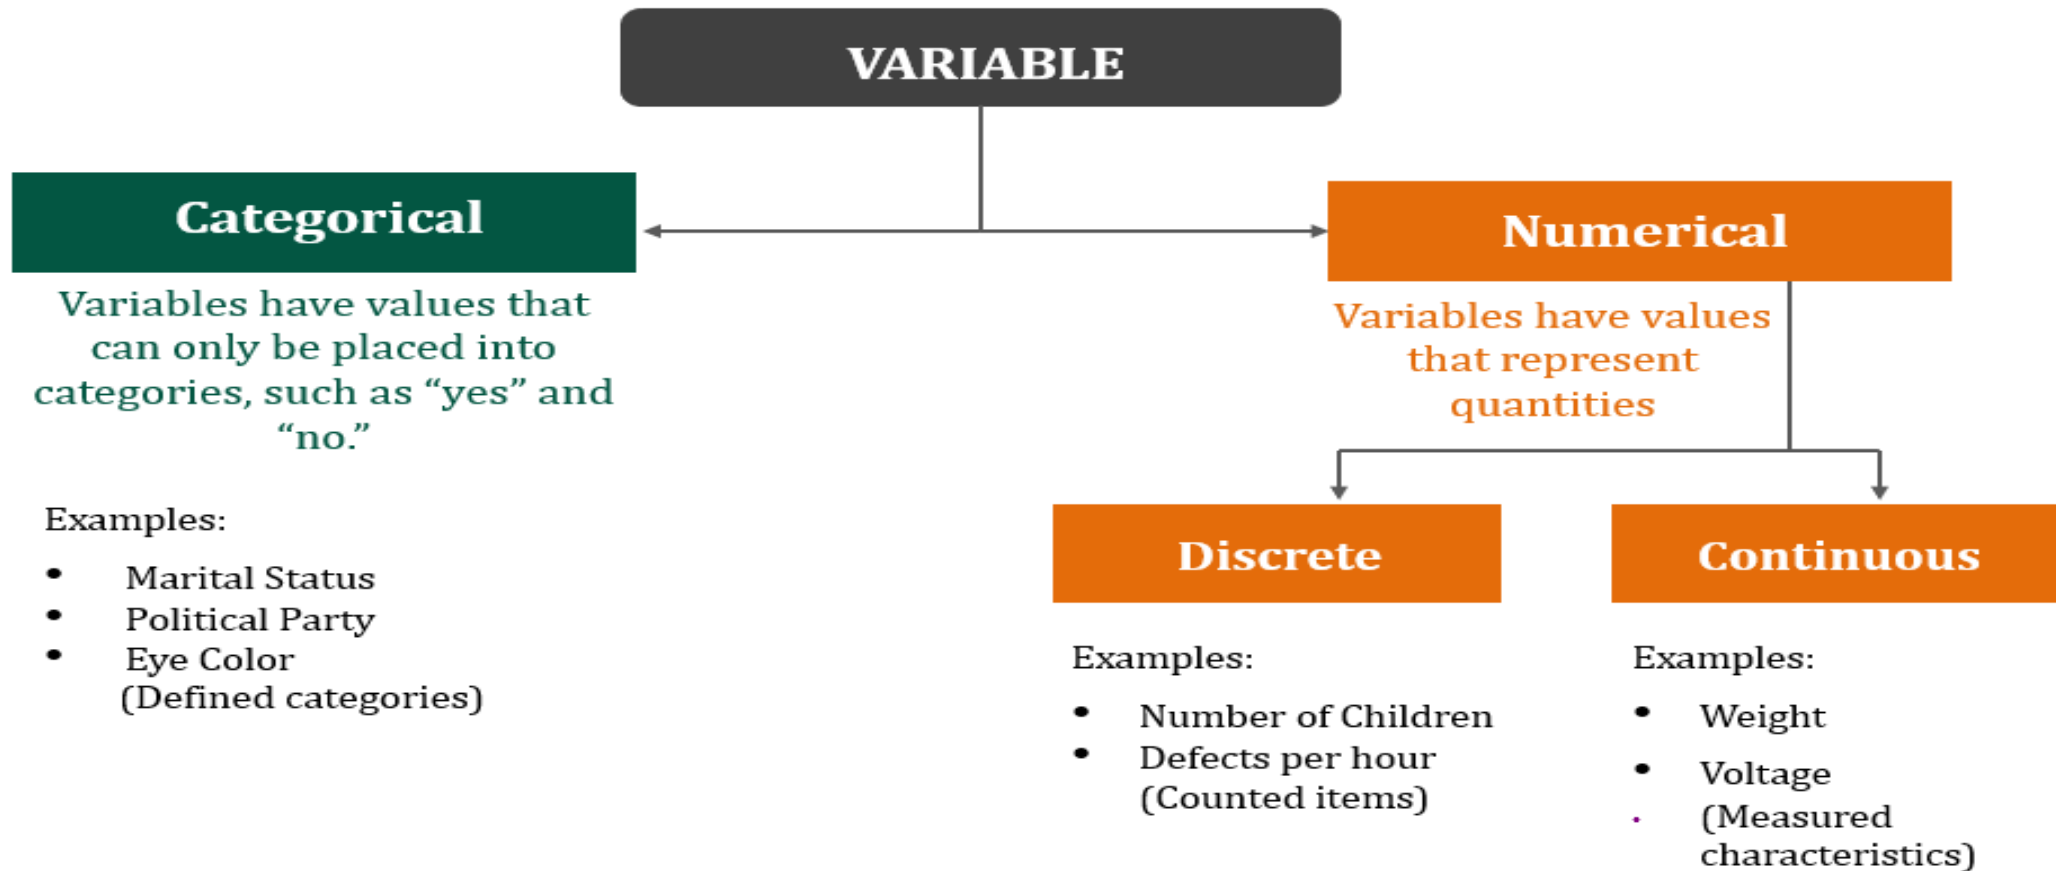 VARIABLE
Categorical
Variables have values that
can only be placed into
categories, such as “yes” and
“no.”
Examples:
• Marital Status
• Political Party
• Eye Color
(Defined categories)
Numerical
Variables have values
that represent
quantities
Discrete
Examples:
• Number of Children
• Defects per hour
(Counted items)
Continuous
Examples:
• Weight
• Voltage
• (Measured
characteristics)